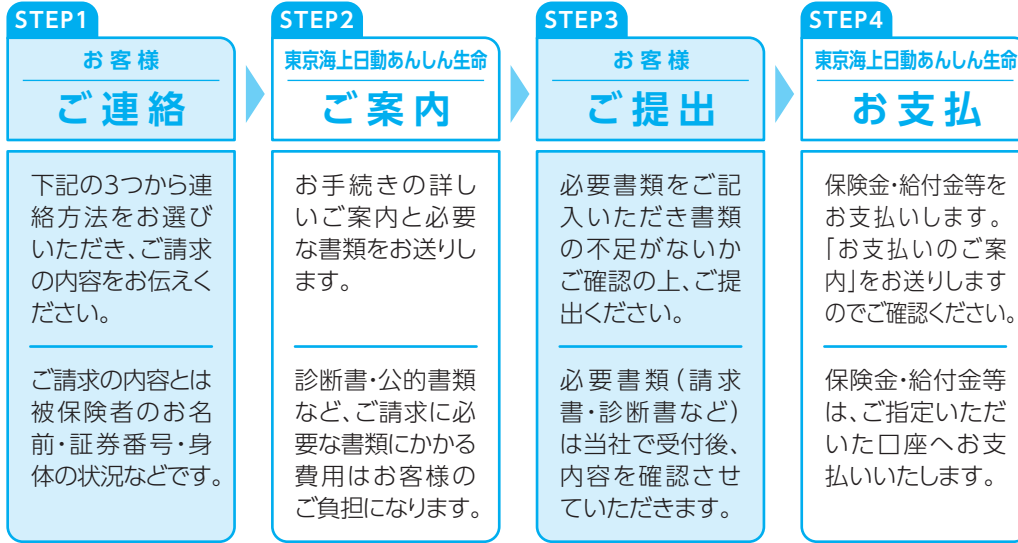 STEP1
お客様
ご連絡
下記の3つから連
絡方法をお選び
いただき、ご請求
の内容をお伝えく
ださい。
ご請求の内容とは
被保険者のお名
前・証券番号・身
体の状況などです。
STEP2
東京海上日動あんしん生命
ご案内
お手続きの詳し
いご案内と必要
な書類をお送りし
ます。
診断書・公的書類
など、ご請求に必
要な書類にかかる
費用はお客様の
ご負担になります。
STEP3
お客様
ご提出
必要書類をご記
入いただき書類
の不足がないか
ご確認の上、ご提
出ください。
必要書類(請求
書・診断書など)
は当社で受付後、
内容を確認させ
ていただきます。
STEP4
東京海上日動あんしん生命
お支払
保険金・給付金等を
お支払いします。
「お支払いのご案
内」をお送りします
のでご確認ください。
保険金・給付金等
は、ご指定いただ
いた口座へお支
払いいたします。